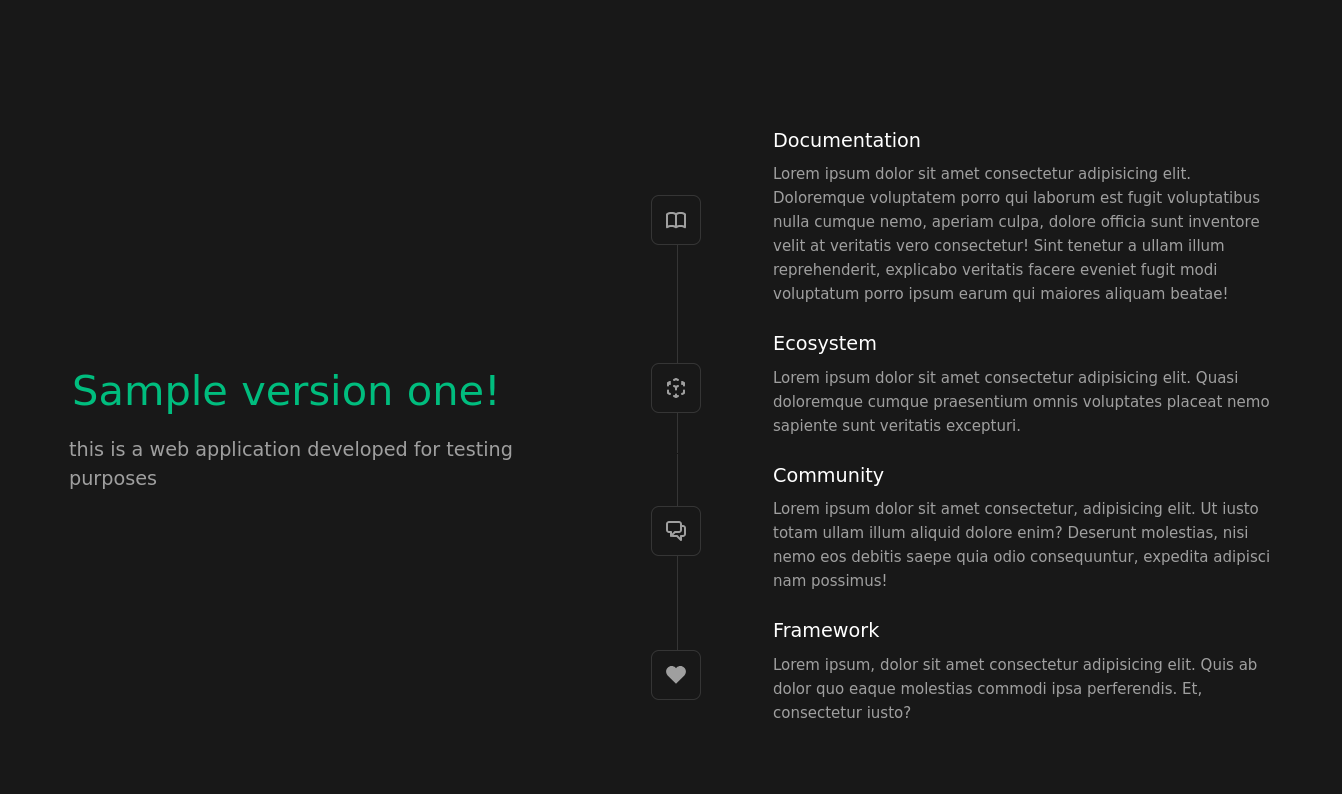 Sample version one!
this is a web application developed for testing
purposes
Documentation
Lorem ipsum dolor sit amet consectetur adipisicing elit.
Doloremque voluptatem porro qui laborum est fugit voluptatibus
nulla cumque nemo, aperiam culpa, dolore officia sunt inventore
velit at veritatis vero consectetur! Sint tenetur a ullam illum
reprehenderit, explicabo veritatis facere eveniet fugit modi
voluptatum porro ipsum earum qui maiores aliquam beatae!
Ecosystem
Lorem ipsum dolor sit amet consectetur adipisicing elit. Quasi
doloremque cumque praesentium omnis voluptates placeat nemo
sapiente sunt veritatis excepturi.
Community
Lorem ipsum dolor sit amet consectetur, adipisicing elit. Ut iusto
totam ullam illum aliquid dolore enim? Deserunt molestias, nisi
nemo eos debitis saepe quia odio consequuntur, expedita adipisci
nam possimus!
Framework
Lorem ipsum, dolor sit amet consectetur adipisicing elit. Quis ab
dolor quo eaque molestias commodi ipsa perferendis. Et,
consectetur iusto?